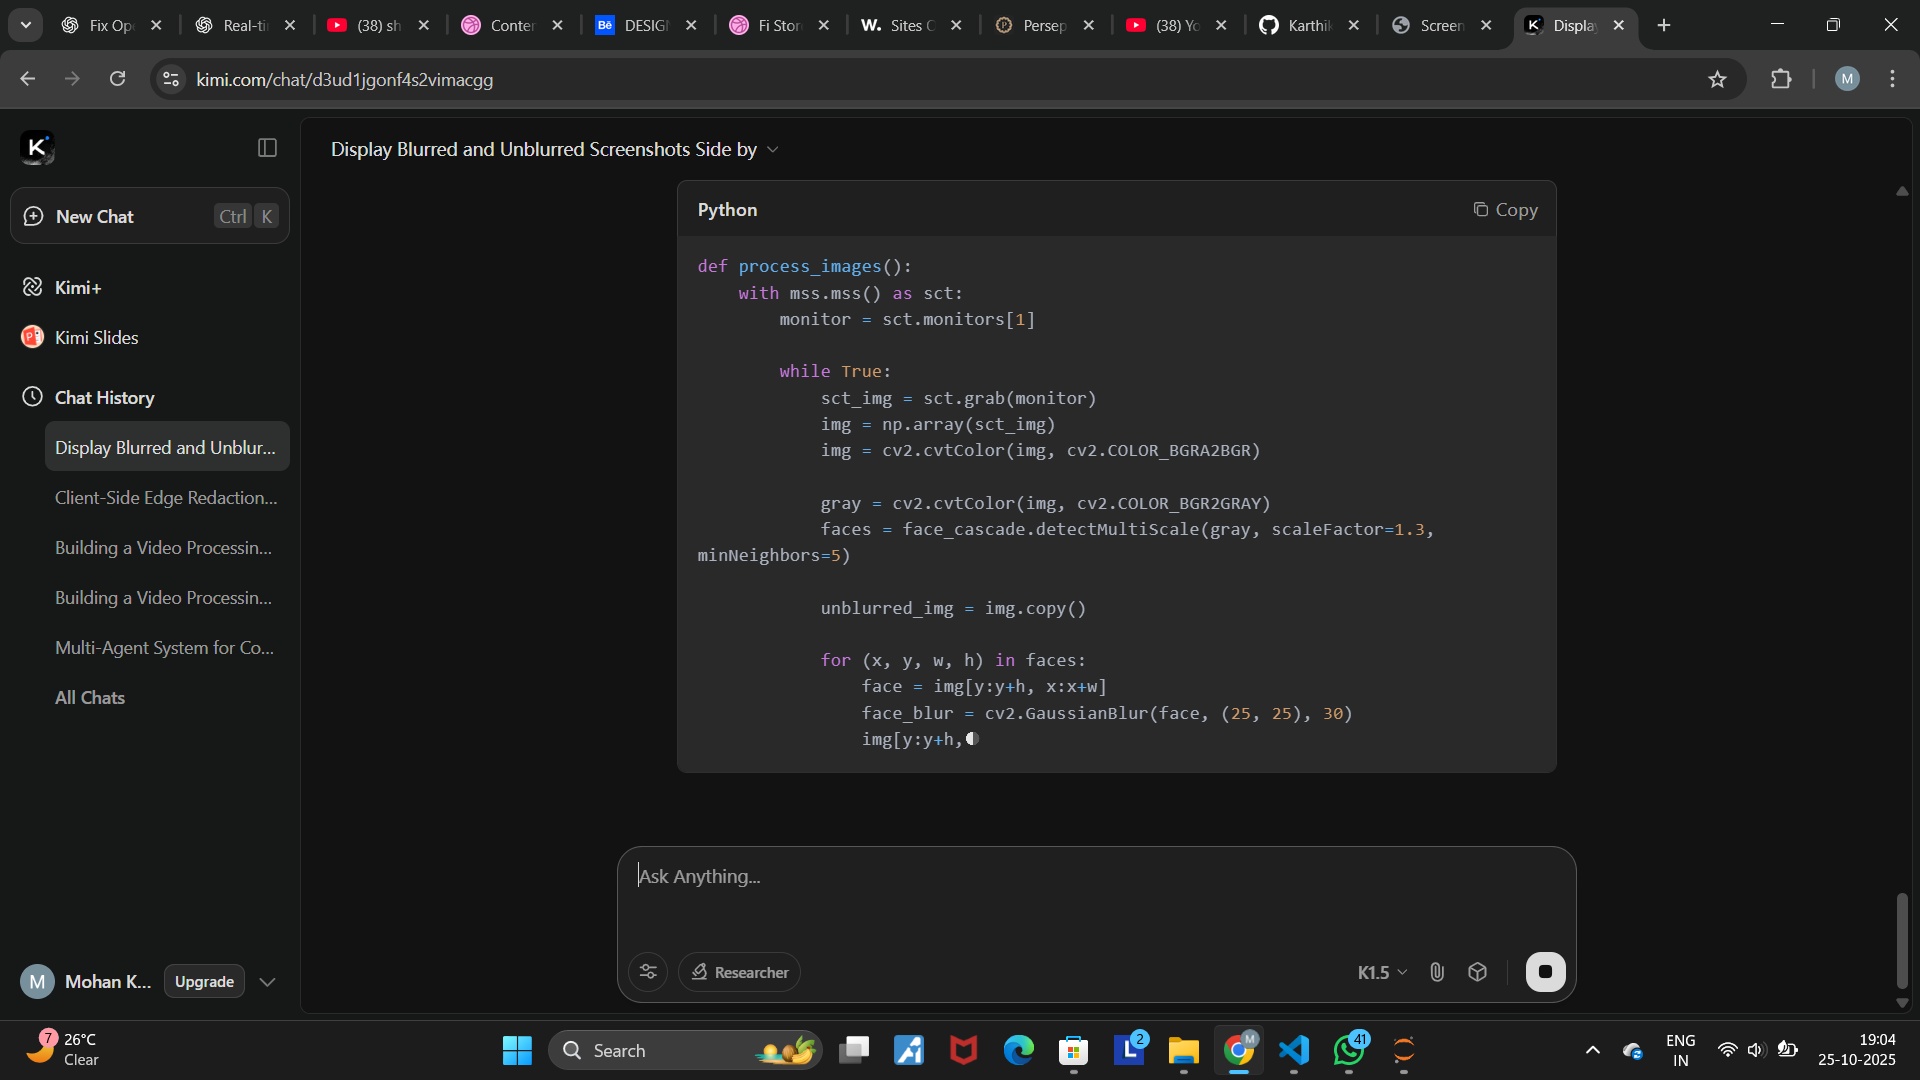 Fix Op
Real-ti
(38) sh
Conter
Bē DESIGN
Fi Stor
W. Sites C
Persep
(38) Yo
Karthik
Screen
Display
kimi.com/chat/d3ud1jgonf4s2vimacgg
M
K
Display Blurred and Unblurred Screenshots Side by
New Chat Ctrl K
Kimi+
Kimi Slides
Chat History
Display Blurred and Unblur...
Client-Side Edge Redaction...
Building a Video Processin...
Building a Video Processin...
Multi-Agent System for Co...
All Chats
Python Copy
def process_images():
with mss.mss() as sct:
monitor = sct.monitors[1]
while True:
sct_img = sct.grab(monitor)
img = np.array(sct_img)
img = cv2.cvtColor(img, cv2.COLOR_BGRA2BGR)
gray = cv2.cvtColor(img, cv2.COLOR_BGR2GRAY)
faces = face_cascade.detectMultiScale(gray, scaleFactor=1.3,
minNeighbors=5)
unblurred_img = img.copy()
for (x, y, w, h) in faces:
face = img[y:y+h, x:x+w]
face_blur = cv2.GaussianBlur(face, (25, 25), 30)
img[y:y+h,
Ask Anything...
Researcher
K1.5
M Mohan K... Upgrade
7 26°C
Clear
Search
L 2
M
41
ENG
IN
19:04
25-10-2025